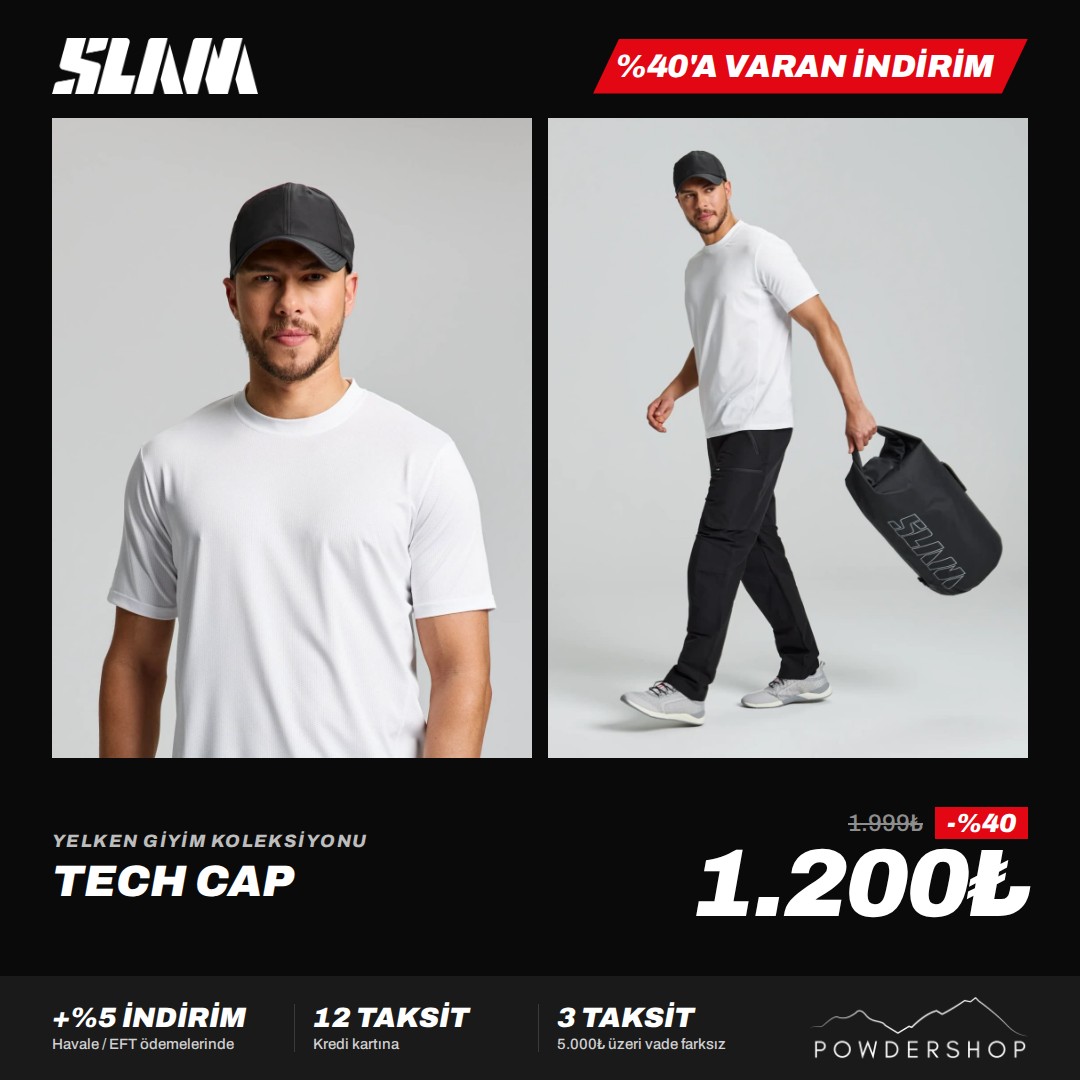 SLAM
%40'A VARAN İNDİRİM
SLAM
YELKEN GİYİM KOLEKSİYONU
TECH CAP
1.999₺
-%40
1.200₺
+%5 İNDİRİM
Havale / EFT ödemelerinde
12 TAKSİT
Kredi kartına
3 TAKSİT
5.000₺ üzeri vade farksız
POWDERSHOP